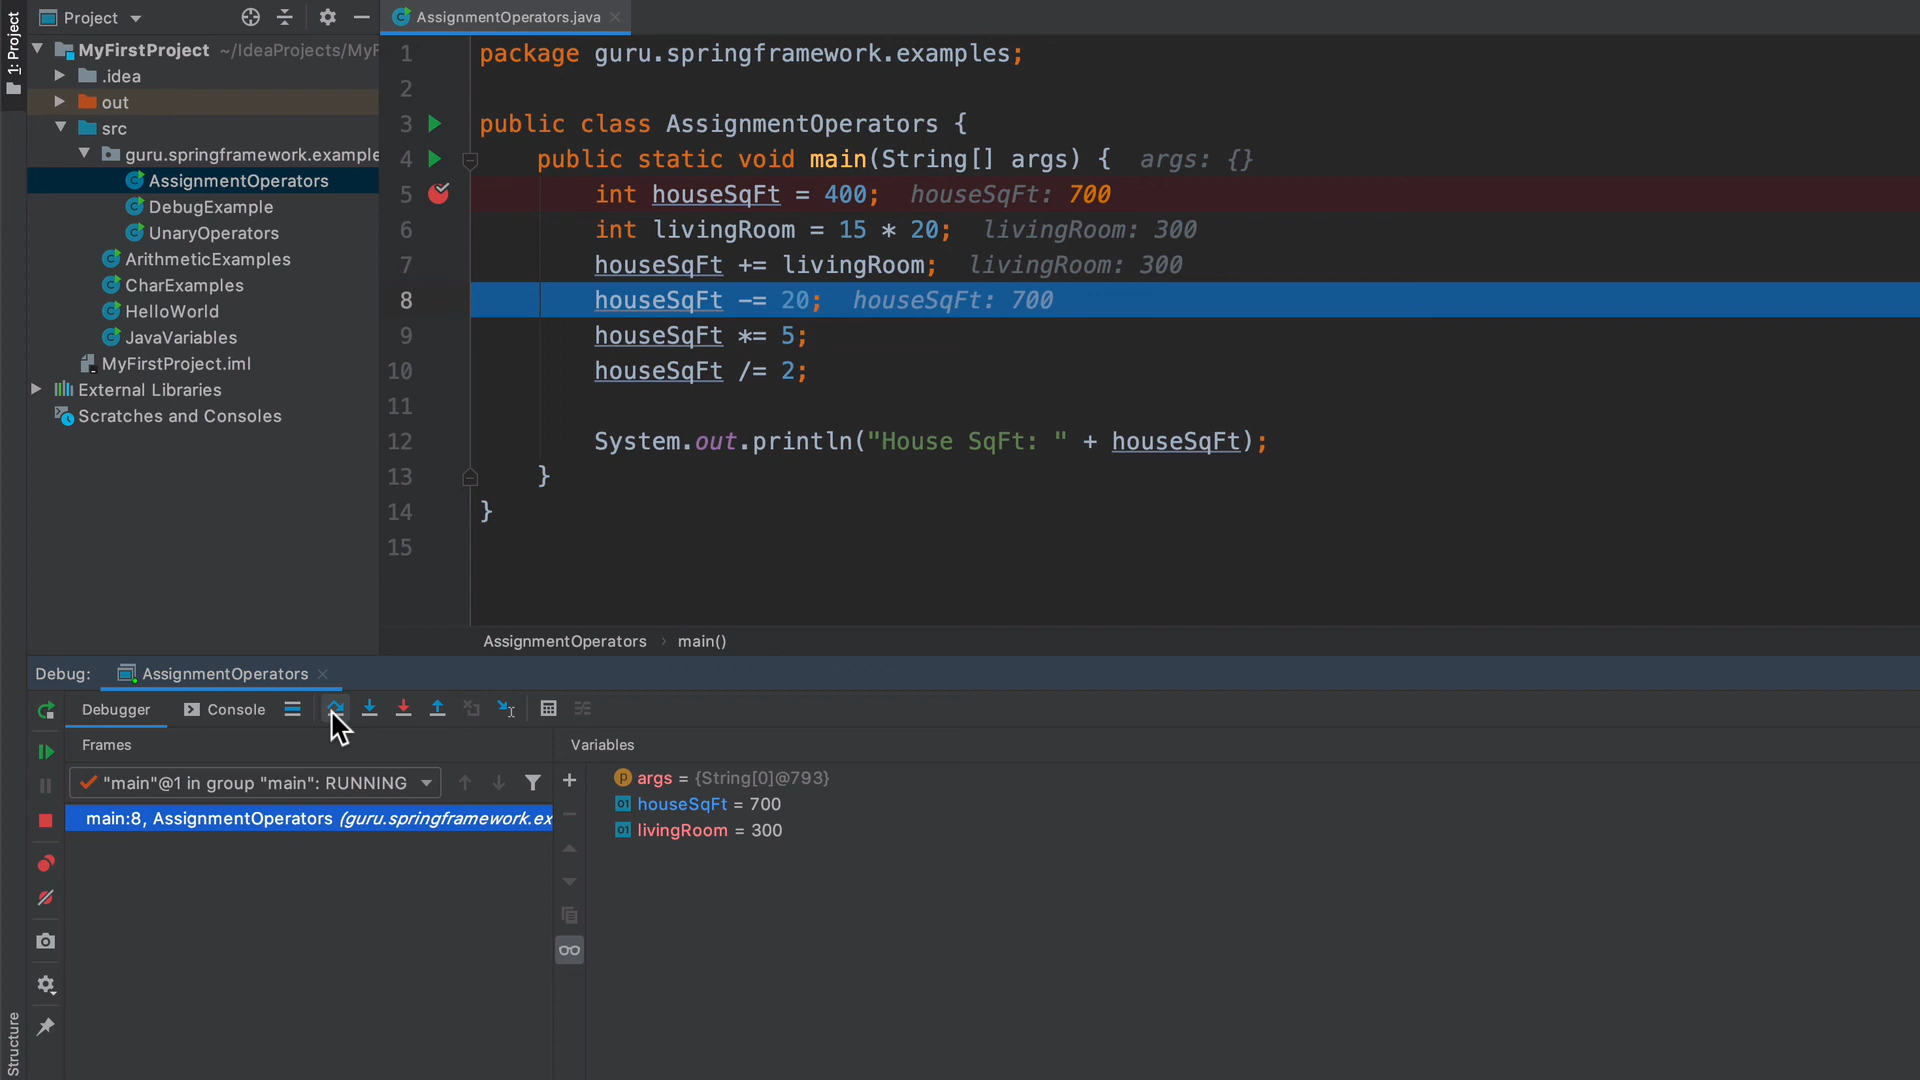 1: Project
Structure
Project
MyFirstProject ~/IdeaProjects/MyF
.idea
out
src
guru.springframework.example
AssignmentOperators
DebugExample
UnaryOperators
ArithmeticExamples
CharExamples
HelloWorld
JavaVariables
MyFirstProject.iml
External Libraries
Scratches and Consoles
AssignmentOperators.java
1 package guru.springframework.examples;
2
3 public class AssignmentOperators {
4 public static void main(String[] args) { args: {}
5 int houseSqFt = 400; houseSqFt: 700
6 int livingRoom = 15 * 20; livingRoom: 300
7 houseSqFt += livingRoom; livingRoom: 300
8 houseSqFt -= 20; houseSqFt: 700
9 houseSqFt *= 5;
10 houseSqFt /= 2;
11
12 System.out.println("House SqFt: " + houseSqFt);
13 }
14 }
15
AssignmentOperators › main()
Debug: AssignmentOperators
Debugger Console
Frames
"main"@1 in group "main": RUNNING
main:8, AssignmentOperators (guru.springframework.ex
Variables
args = {String[0]@793}
houseSqFt = 700
livingRoom = 300